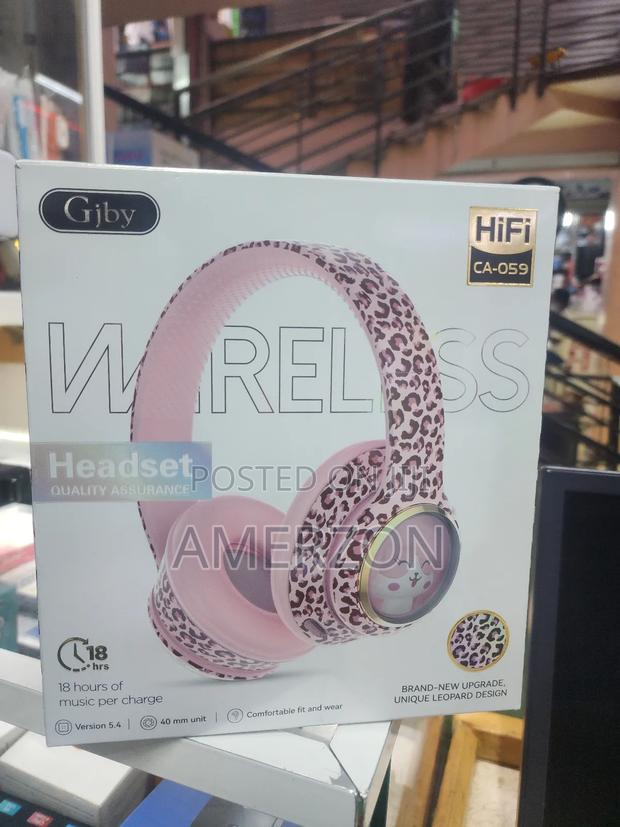 Gjby
HiFi
CA-059
WIRELESS
Headset
QUALITY ASSURANCE
POSTED ON JIJI
AMERZON
18
hrs
18 hours of
music per charge
BRAND-NEW UPGRADE,
UNIQUE LEOPARD DESIGN
Version 5.4
40 mm unit
Comfortable fit and wear